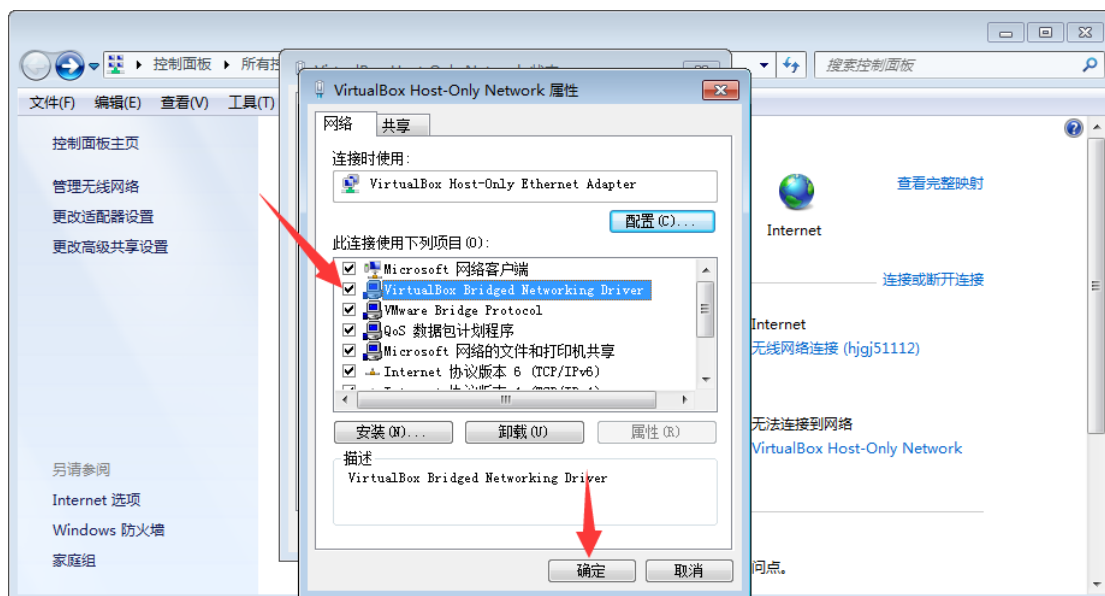 控制面板
所有控
搜索控制面板
文件(F) 编辑(E) 查看(V) 工具(T)
控制面板主页
管理无线网络
更改适配器设置
更改高级共享设置
另请参阅
Internet 选项
Windows 防火墙
家庭组
VirtualBox Host-Only Network 属性
网络 共享
连接时使用:
VirtualBox Host-Only Ethernet Adapter
配置(C)...
此连接使用下列项目(O):
Microsoft 网络客户端
VirtualBox Bridged Networking Driver
VMware Bridge Protocol
QoS 数据包计划程序
Microsoft 网络的文件和打印机共享
Internet 协议版本 6 (TCP/IPv6)
安装(N)... 卸载(U) 属性(R)
描述
VirtualBox Bridged Networking Driver
确定 取消
查看完整映射
Internet
连接或断开连接
Internet
无线网络连接 (hjgj51112)
无法连接到网络
VirtualBox Host-Only Network
问点。